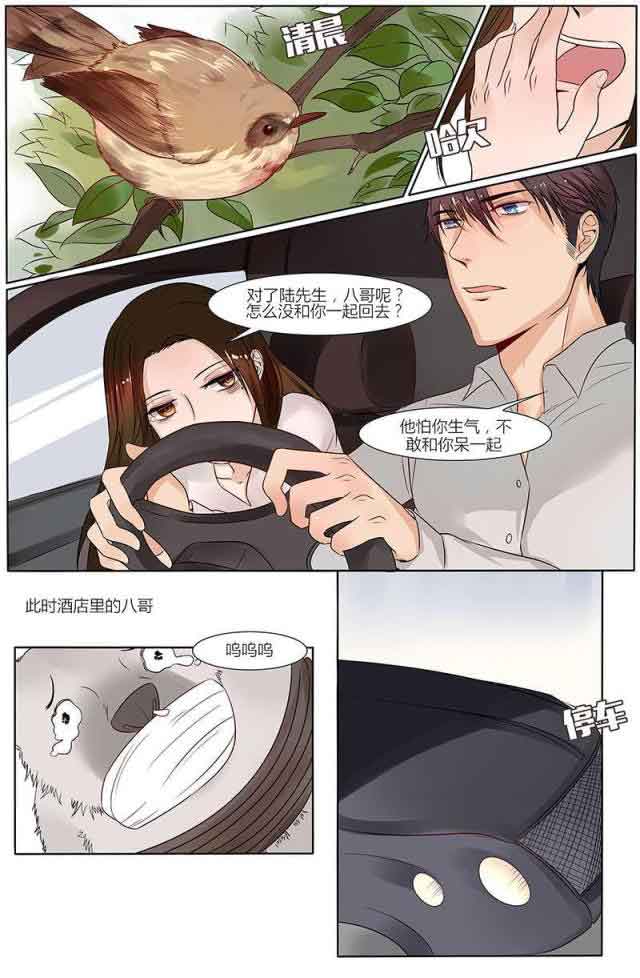 清晨
哈欠
对了陆先生，八哥呢？
怎么没和你一起回去？
他怕你生气，不
敢和你呆一起
此时酒店里的八哥
呜呜呜
停车